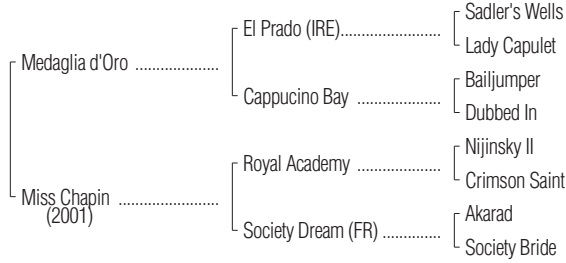 Sadler's Wells
El Prado (IRE)........................
Lady Capulet
Medaglia d'Oro .....................
Bailjumper
Cappucino Bay .....................
Dubbed In
Nijinsky II
Royal Academy .....................
Crimson Saint
Miss Chapin .........................
(2001)
Akarad
Society Dream (FR) ..............
Society Bride